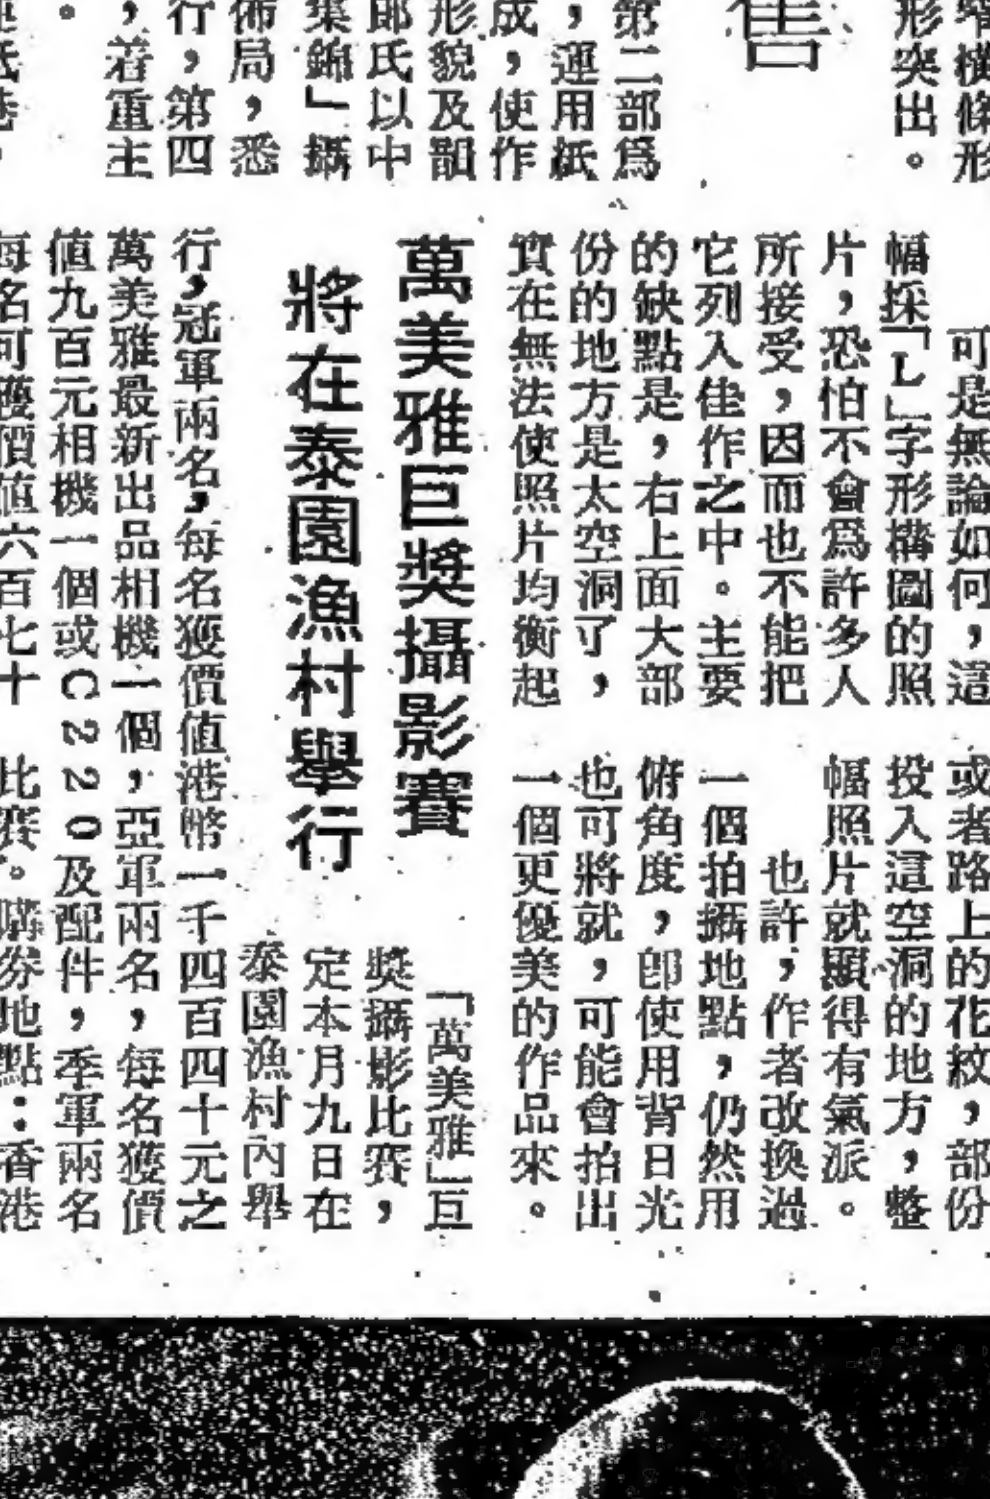 形突出。
售
第二部爲
,運用紙
成,使作
形貌及韻
郎氏以中
集錦」攝
佈局,悉
行,第四
,着重主
。
可是無論如何,這
幅採「L」字形構圖的照
片,恐怕不會爲許多人
所接受,因而也不能把
它列入佳作之中。主要
的缺點是,右上面大部
份的地方是太空洞了,
實在無法使照片均衡起
或者路上的花紋,部份
投入這空洞的地方,整
幅照片就顯得有氣派。
也許,作者改換過
一個拍攝地點,仍然用
俯角度,卽使用背日光
也可將就,可能會拍出
一個更優美的作品來。
萬美雅巨獎攝影賽
將在泰園漁村舉行
「萬美雅」巨
獎攝影比賽,
定本月九日在
泰園漁村內舉
行,冠軍兩名,每名獲價值港幣一千四百四十元之
萬美雅最新出品相機一個,亞軍兩名,每名獲價
值九百元相機一個或C220及配件,季軍兩名
每名可獲價值六百七十
此賽。購券地點:香港